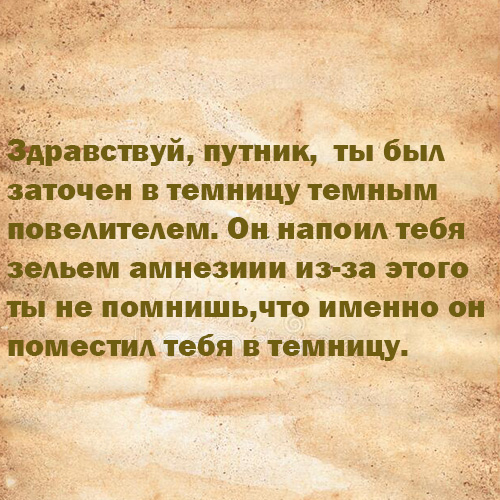 Здравствуй, путник,  ты был
заточен в темницу темным
повелителем. Он напоил тебя
зельем амнезиии из-за этого
ты не помнишь,что именно он
поместил тебя в темницу.